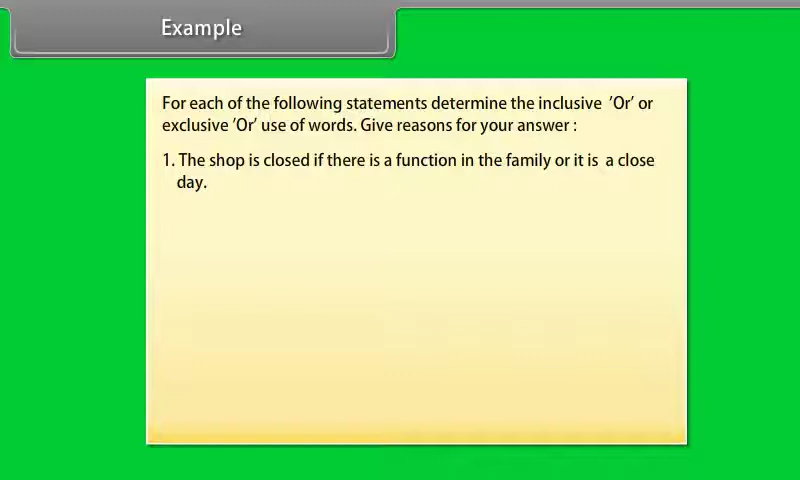 Example
For each of the following statements determine the inclusive ’Or’ or
exclusive ’Or’ use of words. Give reasons for your answer :
1. The shop is closed if there is a function in the family or it is a close
day.